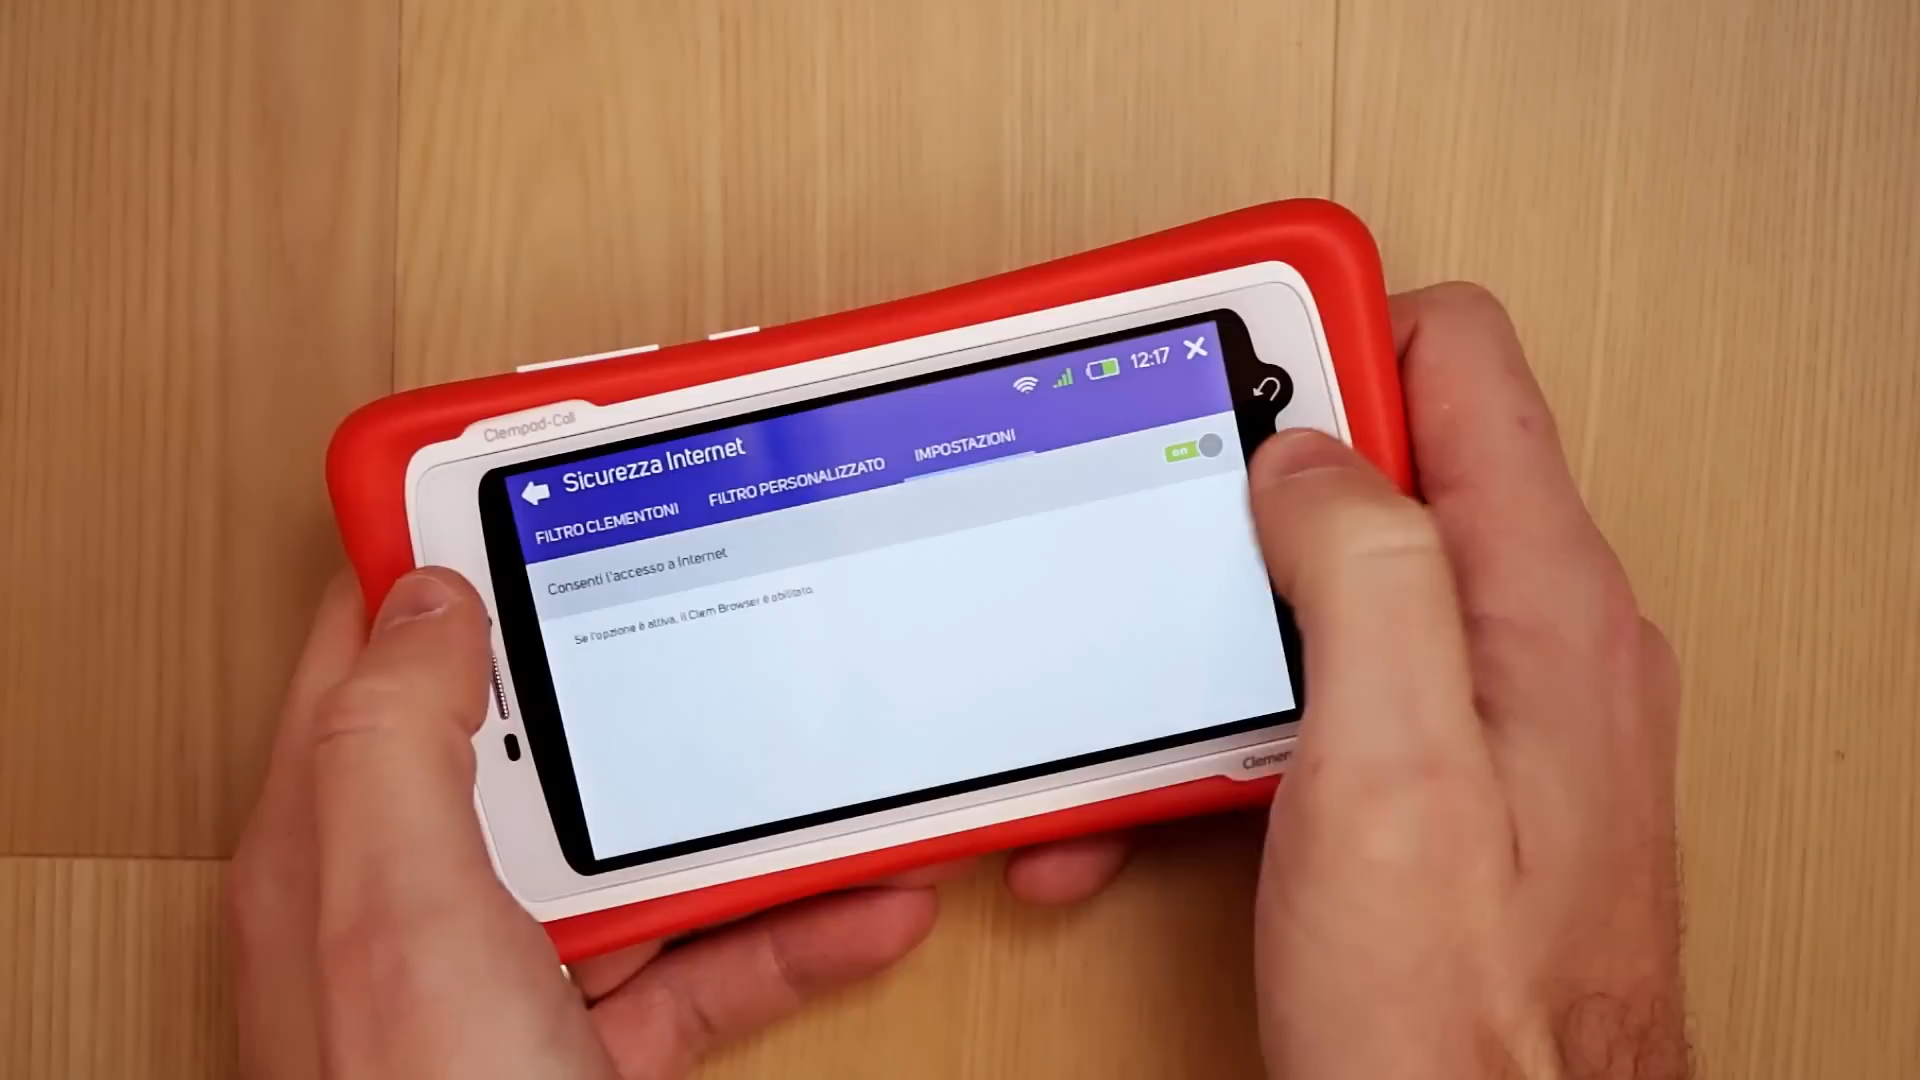 Clempad-Call
12:17
Sicurezza Internet
FILTRO CLEMENTONI
FILTRO PERSONALIZZATO
IMPOSTAZIONI
Consenti l'accesso a Internet
on
Se l'opzione è attiva, il Clem Browser è abilitato.
Clemen